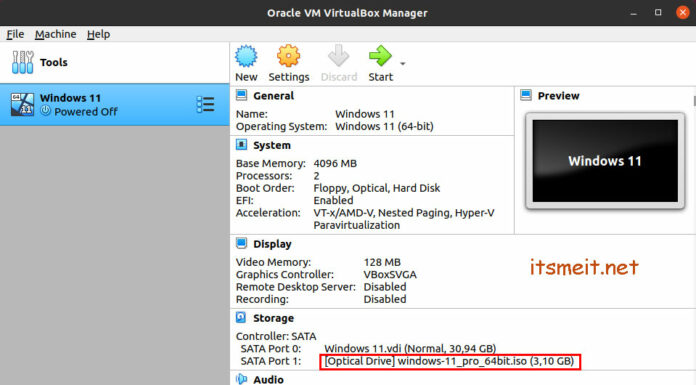 Oracle VM VirtualBox Manager
File Machine Help
Tools
Windows 11
Powered Off
New Settings Discard Start
General
Name: Windows 11
Operating System: Windows 11 (64-bit)
System
Base Memory: 4096 MB
Processors: 2
Boot Order: Floppy, Optical, Hard Disk
EFI: Enabled
Acceleration: VT-x/AMD-V, Nested Paging, Hyper-V
Paravirtualization
Preview
Windows 11
Display
Video Memory: 128 MB
Graphics Controller: VBoxSVGA
Remote Desktop Server: Disabled
Recording: Disabled
itsmeit.net
Storage
Controller: SATA
SATA Port 0: Windows 11.vdi (Normal, 30,94 GB)
SATA Port 1: [Optical Drive] windows-11_pro_64bit.iso (3,10 GB)
Audio